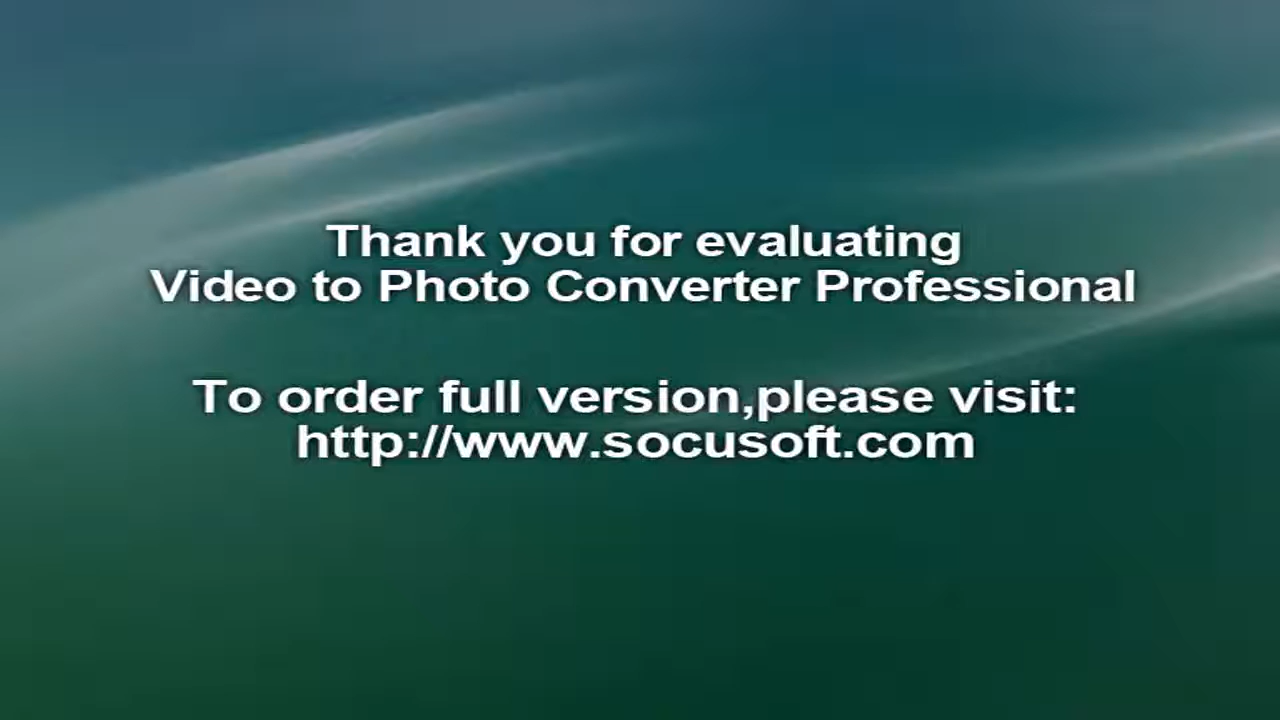 Thank you for evaluating
Video to Photo Converter Professional
To order full version,please visit:
http://www.socusoft.com